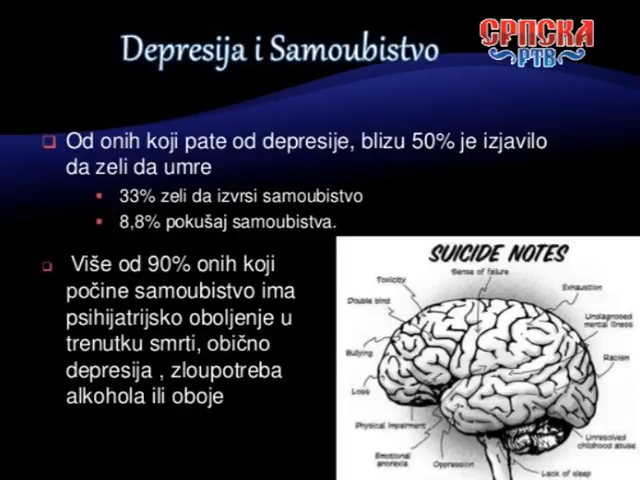 Depresija i Samoubistvo
СРПСКА
РТВ
Od onih koji pate od depresije, blizu 50% je izjavilo
da zeli da umre
33% zeli da izvrsi samoubistvo
8,8% pokušaj samoubistva.
Više od 90% onih koji
počine samoubistvo ima
psihijatrijsko oboljenje u
trenutku smrti, obično
depresija , zloupotreba
alkohola ili oboje
SUICIDE NOTES
Sense of failure
Toxicity
Exhaustion
Double bind
Undiagnosed
mental illness
Bullying
Racism
Loss
Physical impairment
Unresolved
childhood abuse
Emotional
anorexia
Oppression
Lack of sleep